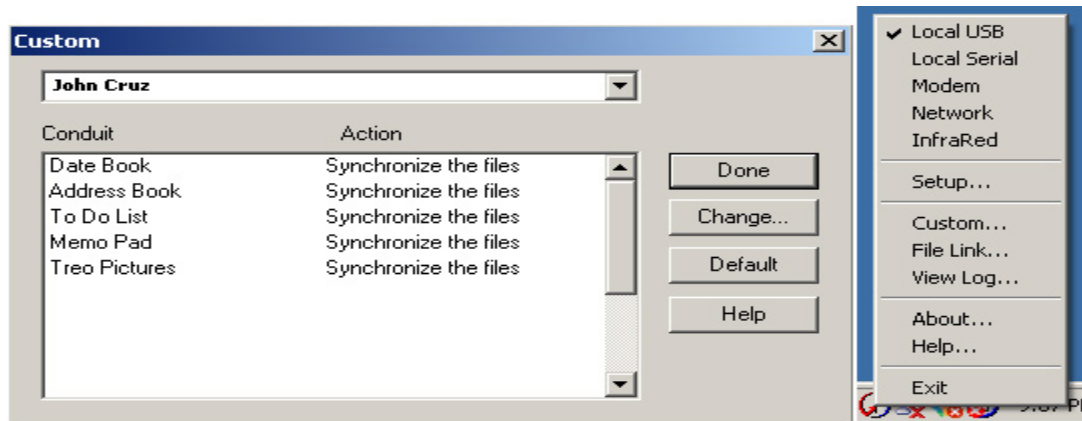 Custom
John Cruz
Conduit Action
Date Book Synchronize the files
Address Book Synchronize the files
To Do List Synchronize the files
Memo Pad Synchronize the files
Treo Pictures Synchronize the files
Done
Change...
Default
Help
Local USB
Local Serial
Modem
Network
InfraRed
Setup...
Custom...
File Link...
View Log...
About...
Help...
Exit